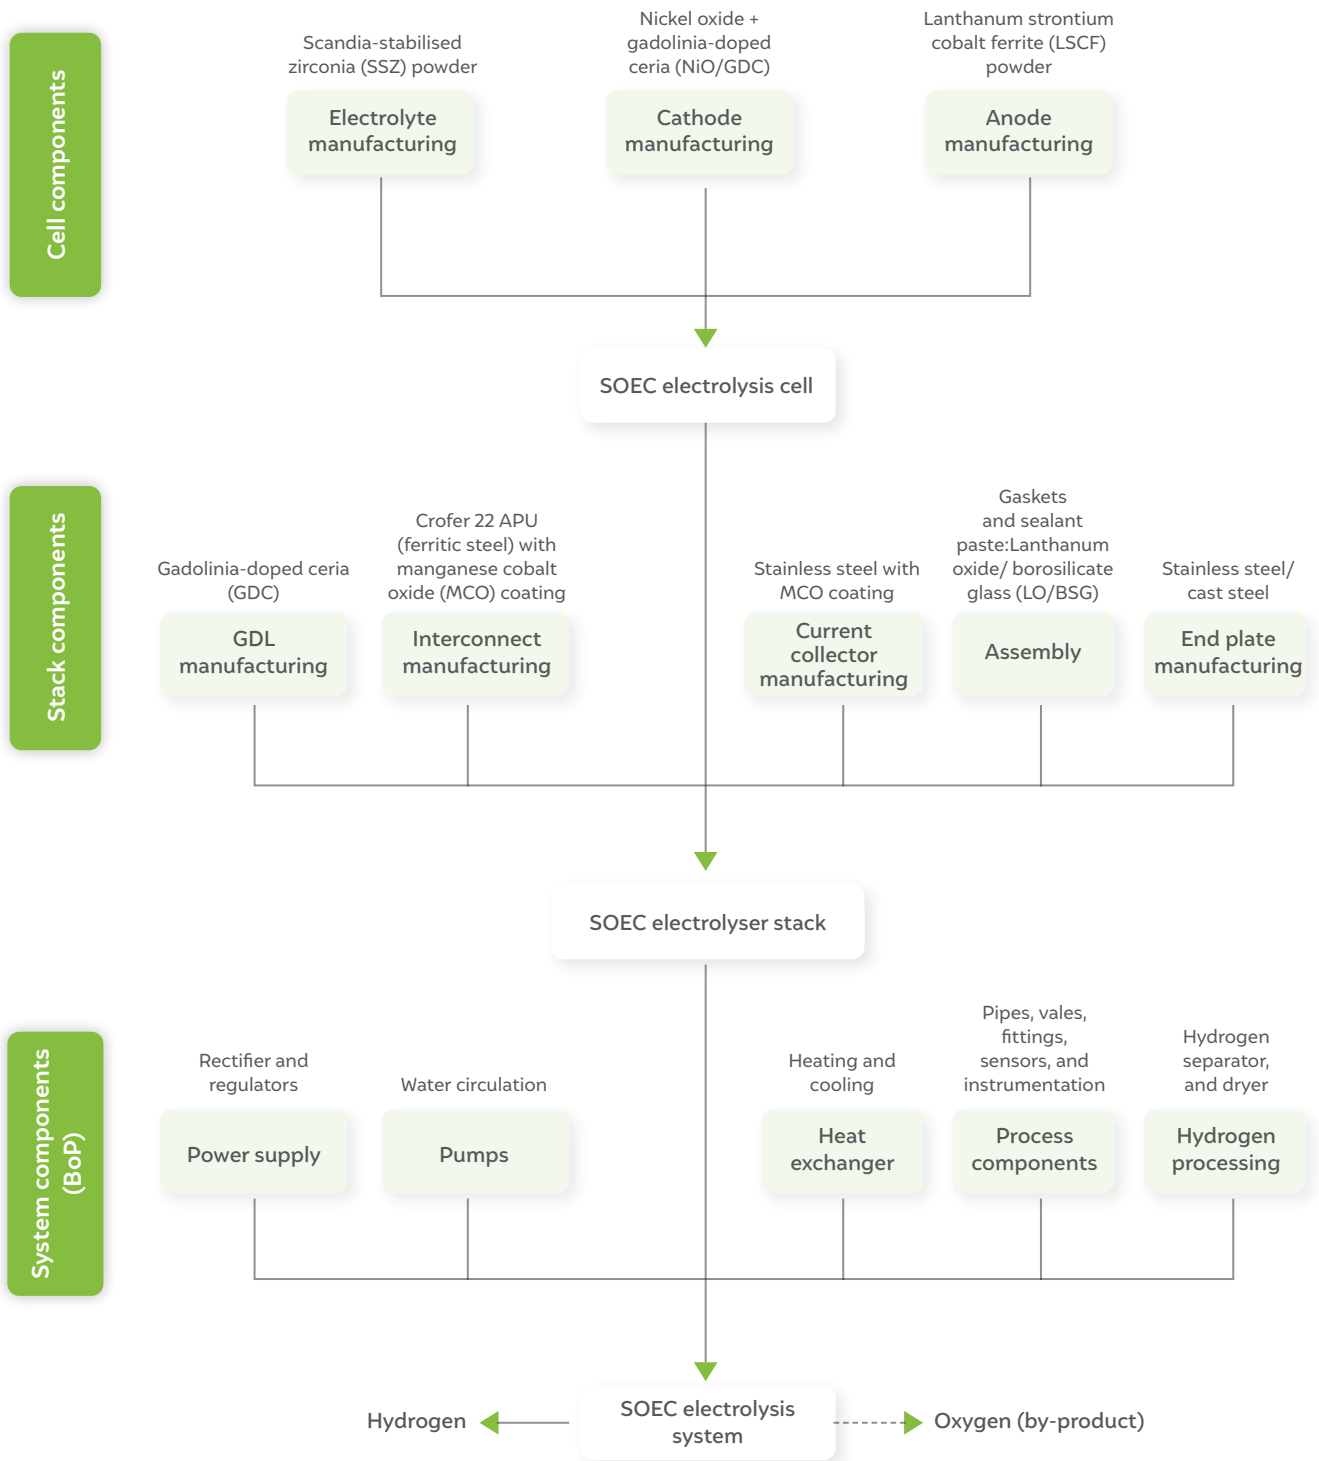 Cell components
Scandia-stabilised
zirconia (SSZ) powder
Electrolyte
manufacturing
Nickel oxide +
gadolinia-doped
ceria (NiO/GDC)
Cathode
manufacturing
Lanthanum strontium
cobalt ferrite (LSCF)
powder
Anode
manufacturing
SOEC electrolysis cell
Stack components
Gadolinia-doped ceria
(GDC)
GDL
manufacturing
Crofer 22 APU
(ferritic steel) with
manganese cobalt
oxide (MCO) coating
Interconnect
manufacturing
Stainless steel with
MCO coating
Current
collector
manufacturing
Gaskets
and sealant
paste:Lanthanum
oxide/ borosilicate
glass (LO/BSG)
Assembly
Stainless steel/
cast steel
End plate
manufacturing
SOEC electrolyser stack
System components
(BoP)
Rectifier and
regulators
Power supply
Water circulation
Pumps
Heating and
cooling
Heat
exchanger
Pipes, vales,
fittings,
sensors, and
instrumentation
Process
components
Hydrogen
separator,
and dryer
Hydrogen
processing
Hydrogen
SOEC electrolysis
system
Oxygen (by-product)